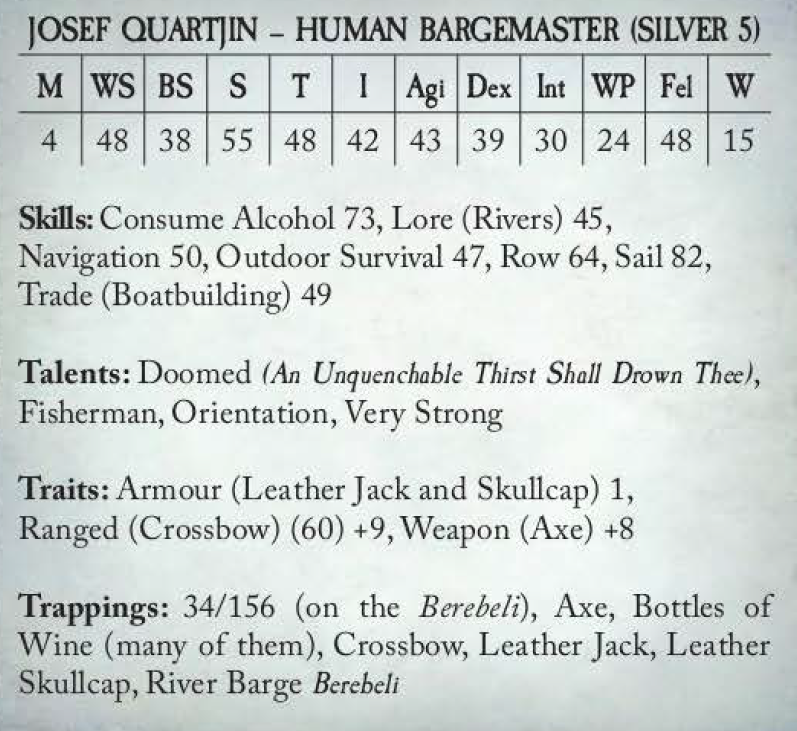 JOSEF QUARTJIN – HUMAN BARGEMASTER (SILVER 5)
M WS BS S T I Agi Dex Int WP Fel W
4 48 38 55 48 42 43 39 30 24 48 15
Skills: Consume Alcohol 73, Lore (Rivers) 45,
Navigation 50, Outdoor Survival 47, Row 64, Sail 82,
Trade (Boatbuilding) 49
Talents: Doomed (An Unquenchable Thirst Shall Drown Thee),
Fisherman, Orientation, Very Strong
Traits: Armour (Leather Jack and Skullcap) 1,
Ranged (Crossbow) (60) +9, Weapon (Axe) +8
Trappings: 34/156 (on the Berebeli), Axe, Bottles of
Wine (many of them), Crossbow, Leather Jack, Leather
Skullcap, River Barge Berebeli